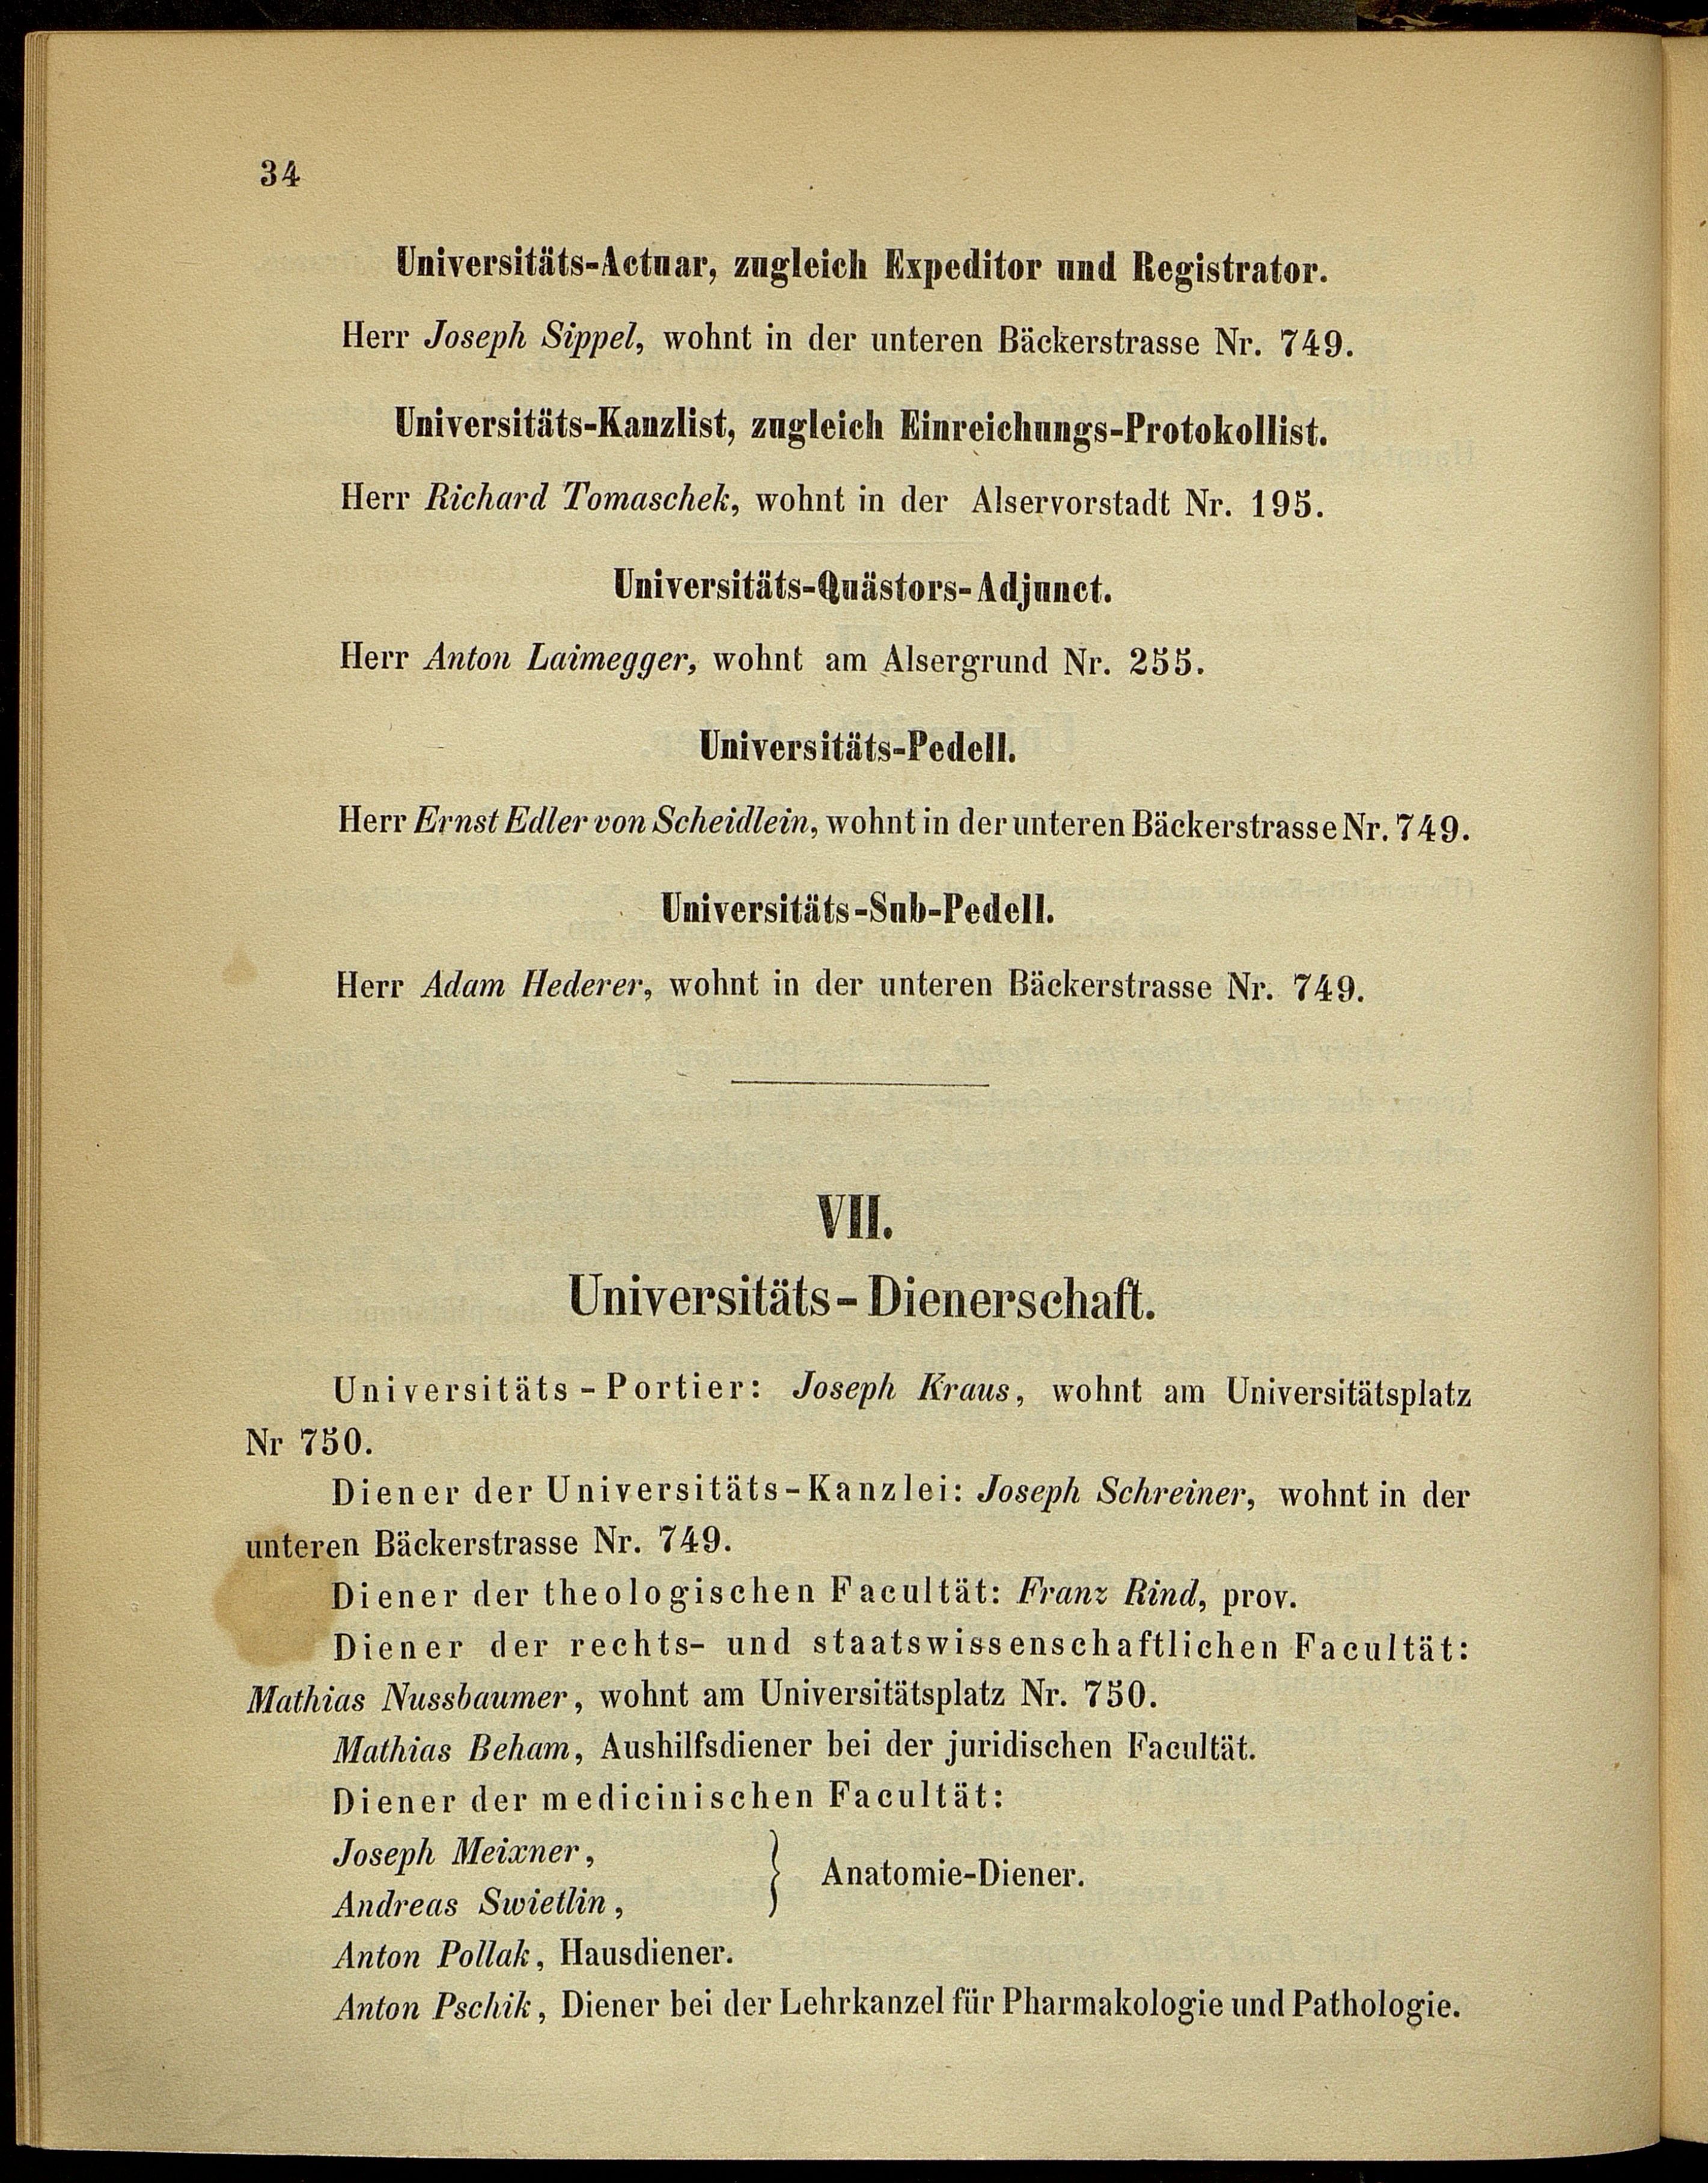 34
Universitäts-Actuar, zugleich Expeditor und Registrator.
Herr Joseph Sippel, wohnt in der unteren Bäckerstrasse Nr. 749.
Universitäts-Kanzlist, zugleich Einreichungs-Protokollist.
Herr Richard Tomaschek, wohnt in der Alservorstadt Nr. 195.
Universitäts-Quästors-Adjunct.
Herr Anton Laimegger, wohnt am Alsergrund Nr. 255.
Universitäts-Pedell.
Herr Ernst Edler von Scheidlein, wohnt in der unteren Bäckerstrasse Nr. 749.
Universitäts-Sub-Pedell.
Herr Adam Hederer, wohnt in der unteren Bäckerstrasse Nr. 749.
VII.
Universitäts-Dienerschaft.
Universitäts-Portier: Joseph Kraus, wohnt am Universitätsplatz
Nr 750.
Diener der Universitäts-Kanzlei: Joseph Schreiner, wohnt in der
unteren Bäckerstrasse Nr. 749.
Diener der theologischen Facultät: Franz Rind, prov.
Diener der rechts- und staatswissenschaftlichen Facultät:
Mathias Nussbaumer, wohnt am Universitätsplatz Nr. 750.
Mathias Beham, Aushilfsdiener bei der juridischen Facultät.
Diener der medicinischen Facultät:
Joseph Meixner,
Andreas Swietlin, } Anatomie-Diener.
Anton Pollak, Hausdiener.
Anton Pschik, Diener bei der Lehrkanzel für Pharmakologie und Pathologie.